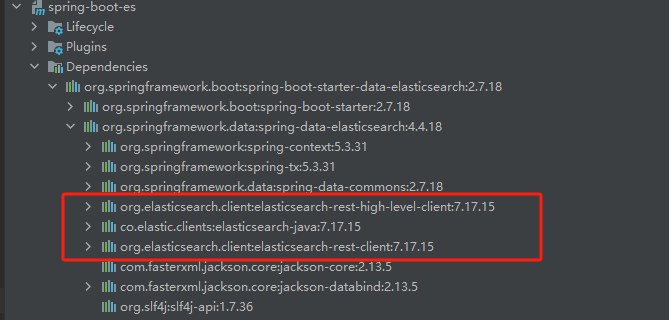 spring-boot-es
Lifecycle
Plugins
Dependencies
org.springframework.boot:spring-boot-starter-data-elasticsearch:2.7.18
org.springframework.boot:spring-boot-starter:2.7.18
org.springframework.data:spring-data-elasticsearch:4.4.18
org.springframework:spring-context:5.3.31
org.springframework:spring-tx:5.3.31
org.springframework.data:spring-data-commons:2.7.18
org.elasticsearch.client:elasticsearch-rest-high-level-client:7.17.15
co.elastic.clients:elasticsearch-java:7.17.15
org.elasticsearch.client:elasticsearch-rest-client:7.17.15
com.fasterxml.jackson.core:jackson-core:2.13.5
com.fasterxml.jackson.core:jackson-databind:2.13.5
org.slf4j:slf4j-api:1.7.36